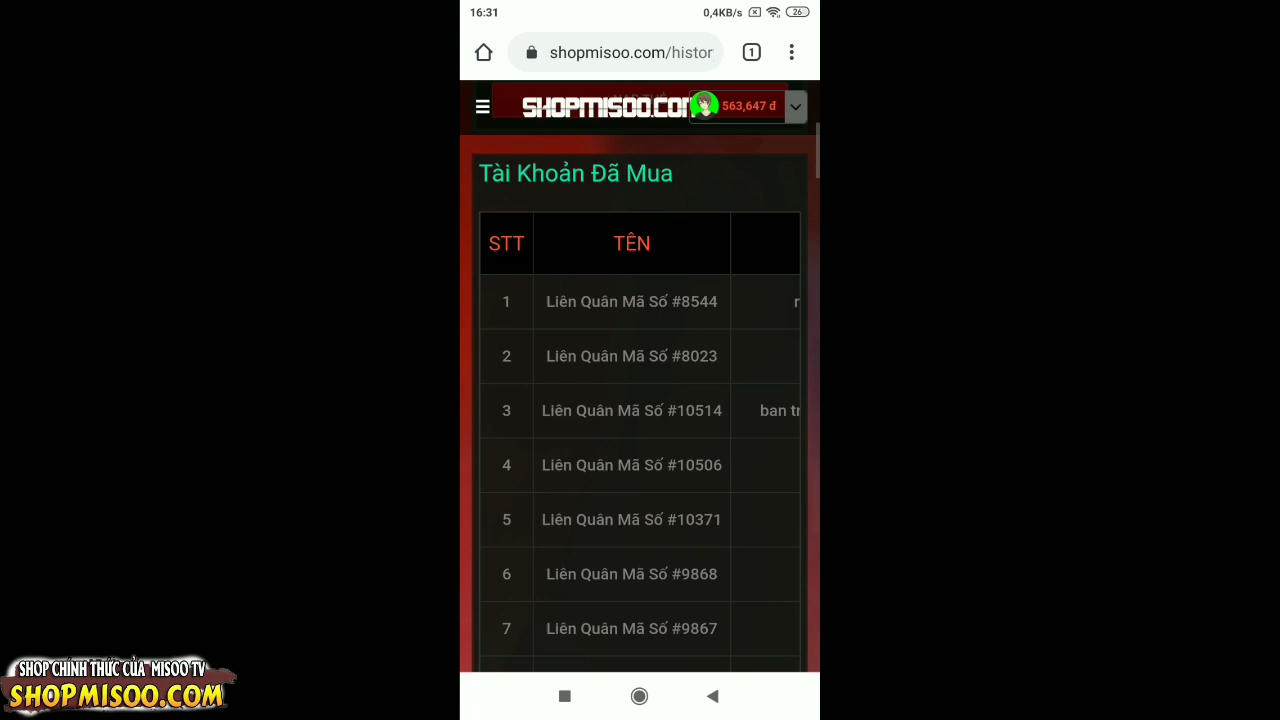 16:31
0,4KB/s
26
shopmisoo.com/histor
1
SHOPMISOO.COM
563,647 đ
Tài Khoản Đã Mua
STT
TÊN
1
Liên Quân Mã Số #8544
r
2
Liên Quân Mã Số #8023
3
Liên Quân Mã Số #10514
ban tr
4
Liên Quân Mã Số #10506
5
Liên Quân Mã Số #10371
6
Liên Quân Mã Số #9868
7
Liên Quân Mã Số #9867
SHOP CHÍNH THỨC CỦA MISOO TV
SHOPMISOO.COM